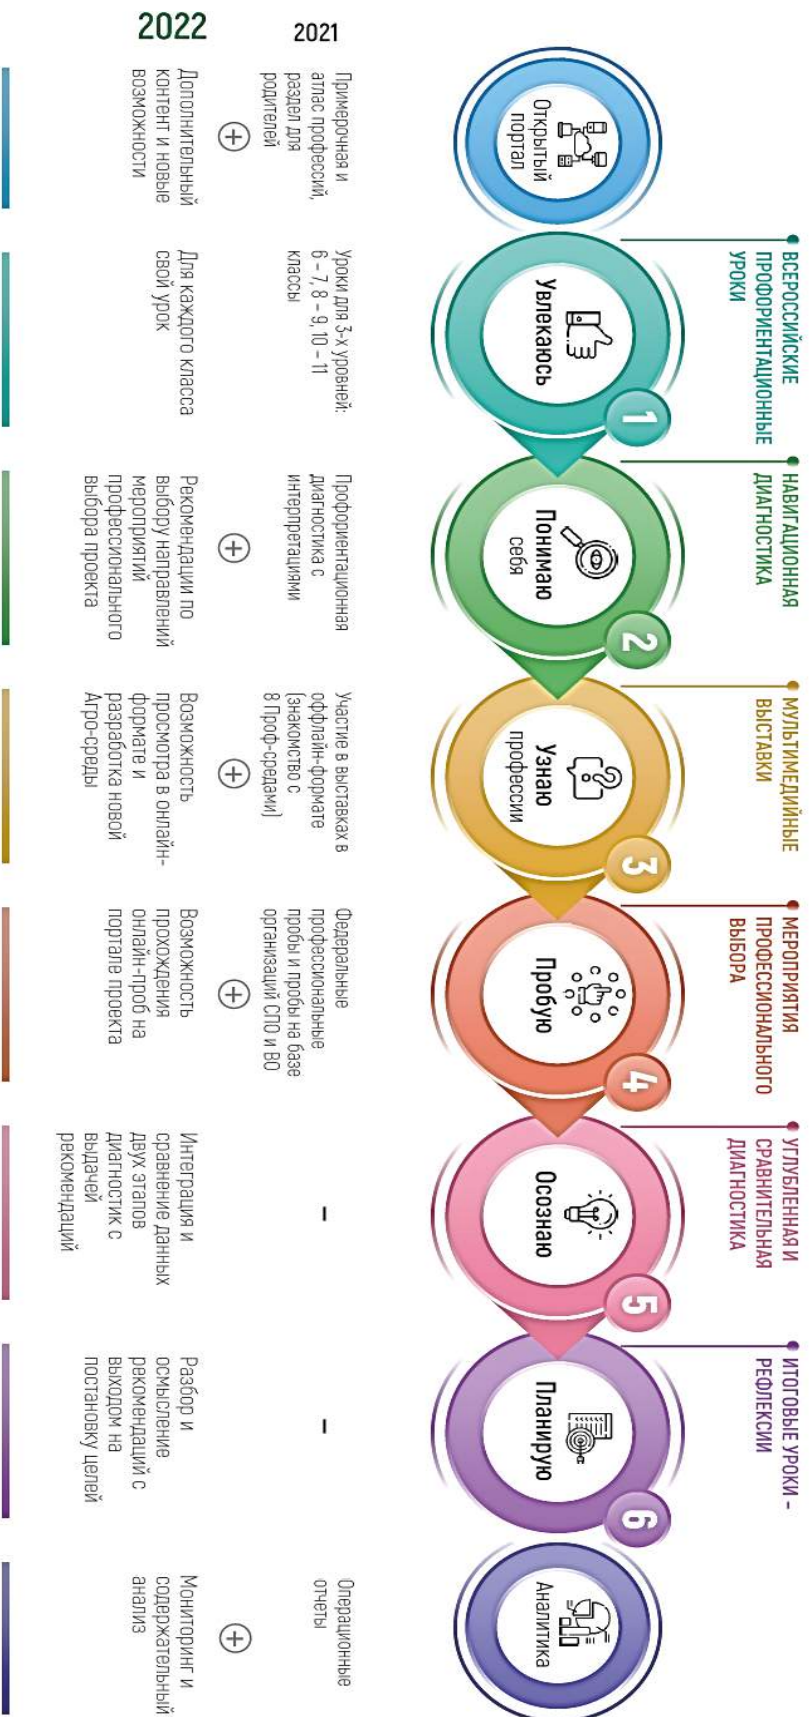 ВСЕРОССИЙСКИЕ
ПРОФОРИЕНТАЦИОННЫЕ
УРОКИ
НАВИГАЦИОННАЯ
ДИАГНОСТИКА
МУЛЬТИМЕДИЙНЫЕ
ВЫСТАВКИ
МЕРОПРИЯТИЯ
ПРОФЕССИОНАЛЬНОГО
ВЫБОРА
УГЛУБЛЕННАЯ И
СРАВНИТЕЛЬНАЯ
ДИАГНОСТИКА
ИТОГОВЫЕ УРОКИ –
РЕФЛЕКСИИ
Открытый
портал
Увлекаюсь
1
Понимаю
себя
2
Узнаю
профессии
3
Пробую
4
Осознаю
5
Планирую
6
Аналитика
2021
Примерочная и
атлас профессий,
раздел для
родителей
Уроки для 3-х уровней:
6 – 7, 8 – 9, 10 – 11
классы
Профориентационная
диагностика с
интерпретациями
Участие в выставках в
оффлайн-формате
(знакомство с
8 Проф-средами)
Федеральные
профессиональные
пробы и пробы на базе
организаций СПО и ВО
–
–
Операционные
отчеты
+
+
+
+
+
2022
Дополнительный
контент и новые
возможности
Для каждого класса
свой урок
Рекомендации по
выбору направлений
мероприятий
профессионального
выбора проекта
Возможность
просмотра в онлайн-
формате и
разработка новой
Агро-среды
Возможность
прохождения
онлайн-проб на
портале проекта
Интеграция и
сравнение данных
двух этапов
диагностик с
выдачей
рекомендаций
Разбор и
осмысление
рекомендаций с
выходом на
постановку целей
Мониторинг и
содержательный
анализ